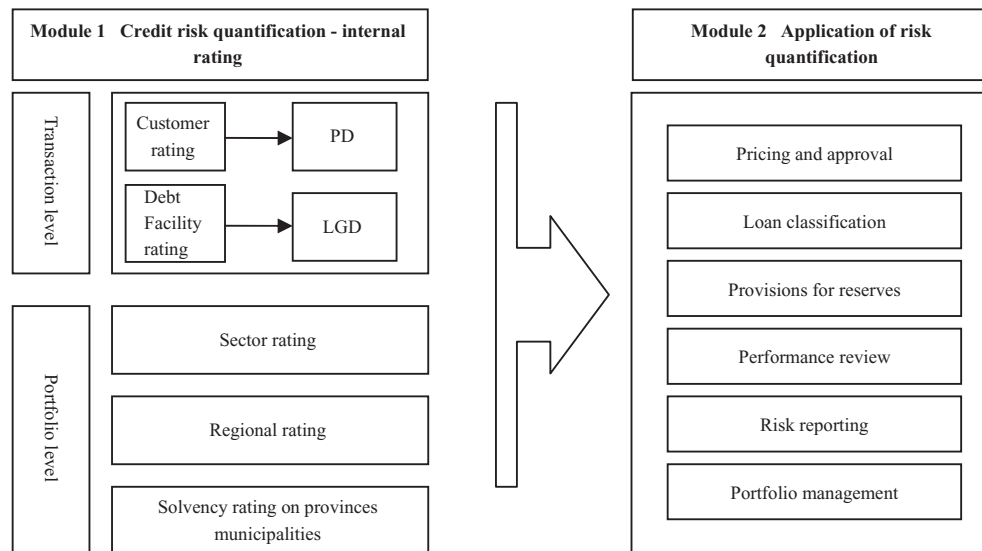 Module 1 Credit risk quantification - internal
rating
Transaction level
Customer
rating
PD
Debt
Facility
rating
LGD
Portfolio level
Sector rating
Regional rating
Solvency rating on provinces
municipalities
Module 2 Application of risk
quantification
Pricing and approval
Loan classification
Provisions for reserves
Performance review
Risk reporting
Portfolio management